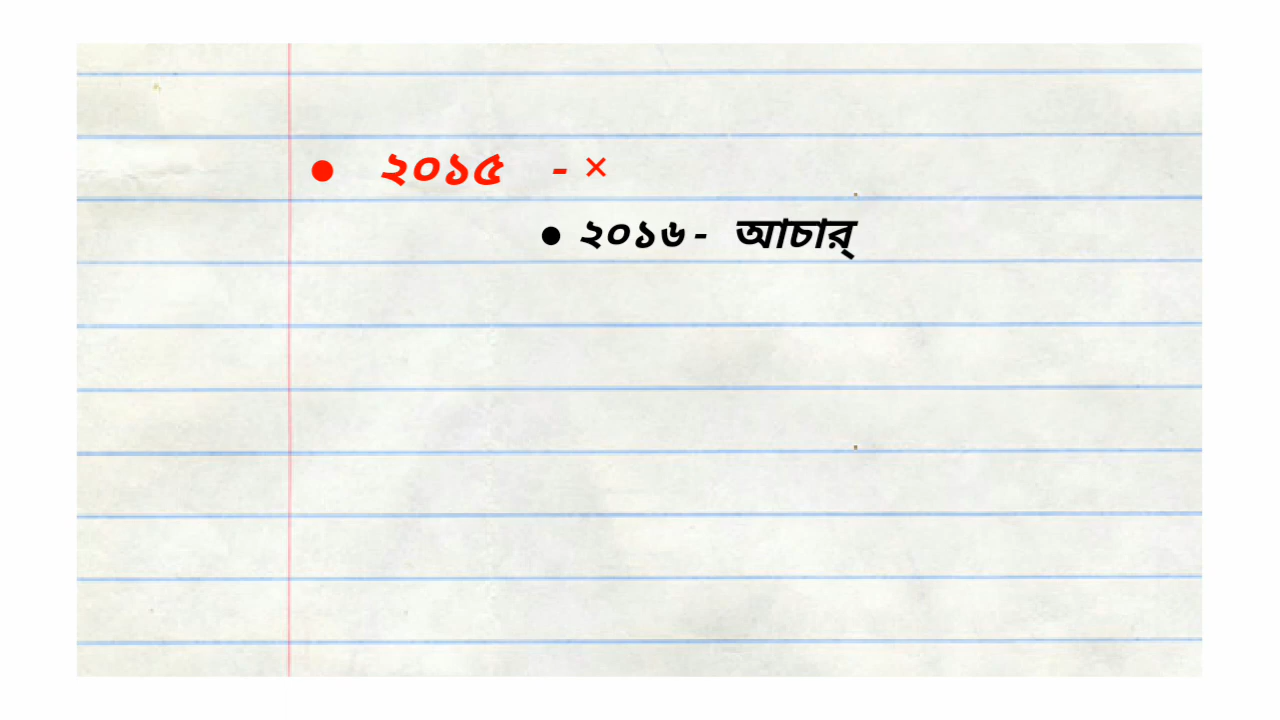 • ২০১৫ - ×
• ২০১৬ - আচার্